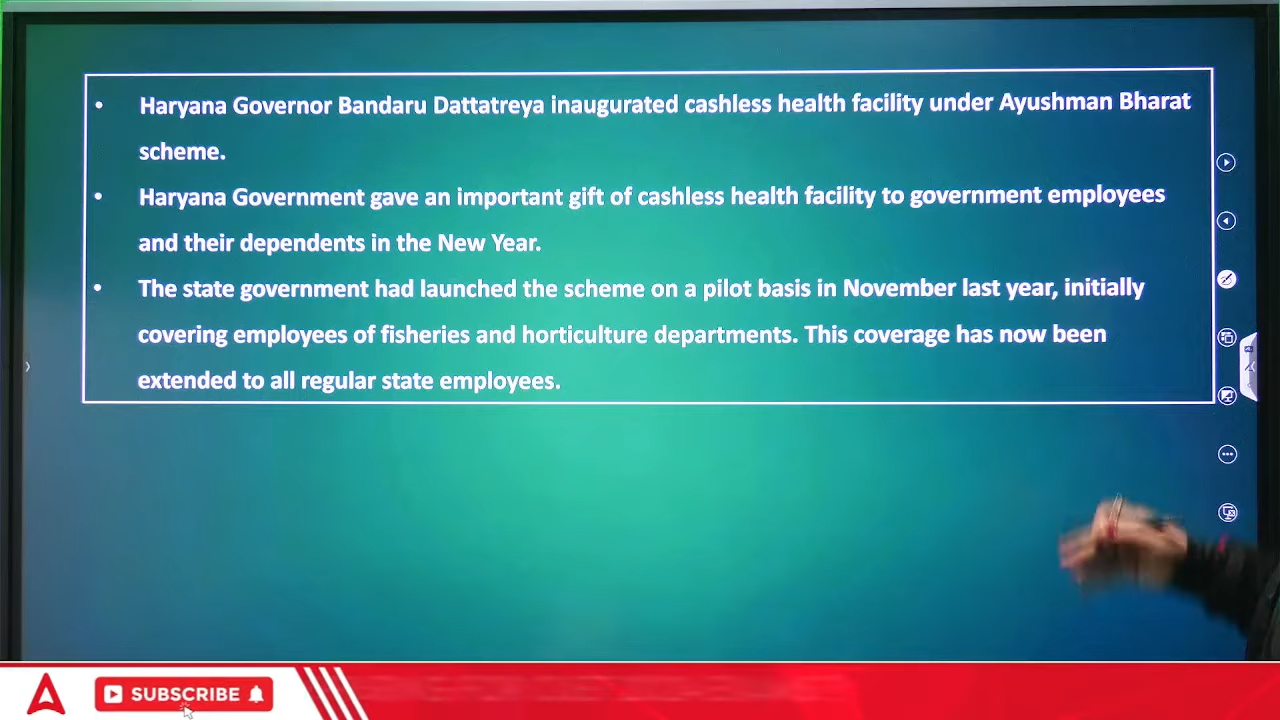 • Haryana Governor Bandaru Dattatreya inaugurated cashless health facility under Ayushman Bharat
scheme.
• Haryana Government gave an important gift of cashless health facility to government employees
and their dependents in the New Year.
• The state government had launched the scheme on a pilot basis in November last year, initially
covering employees of fisheries and horticulture departments. This coverage has now been
extended to all regular state employees.
SUBSCRIBE